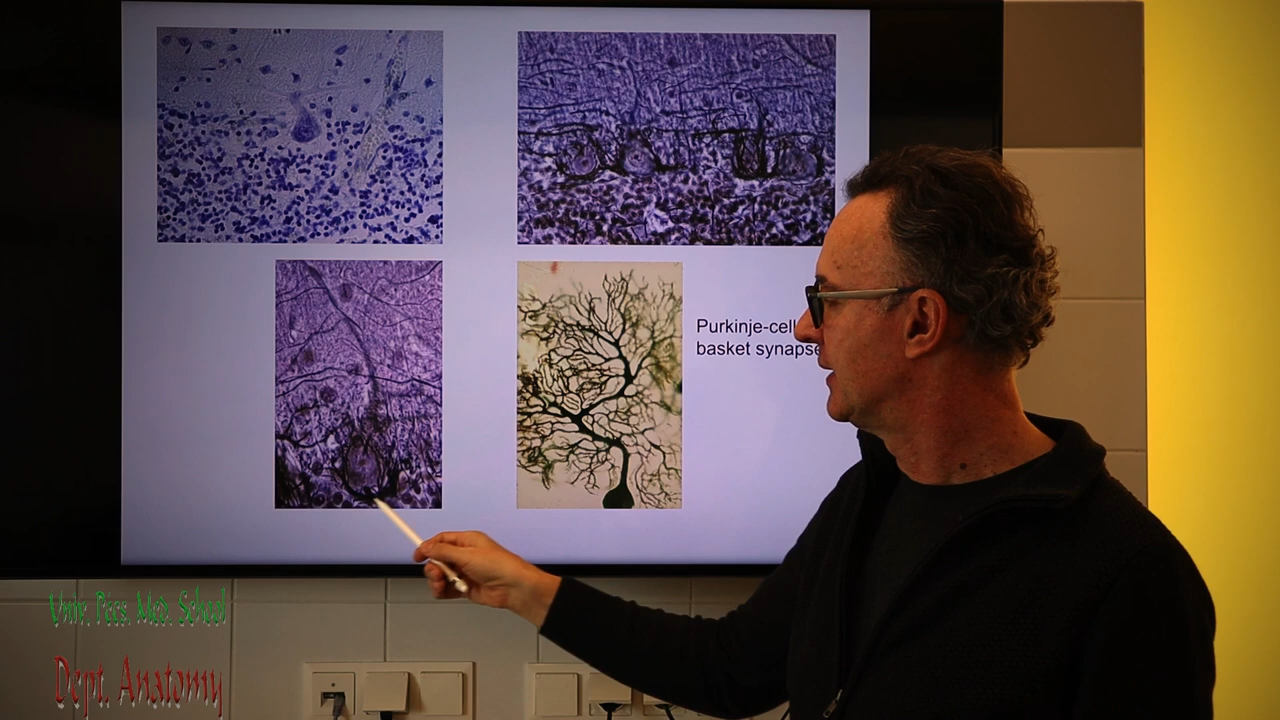 Purkinje-cell
basket synapse
Univ. Pecs. Med. School
Dept. Anatomy